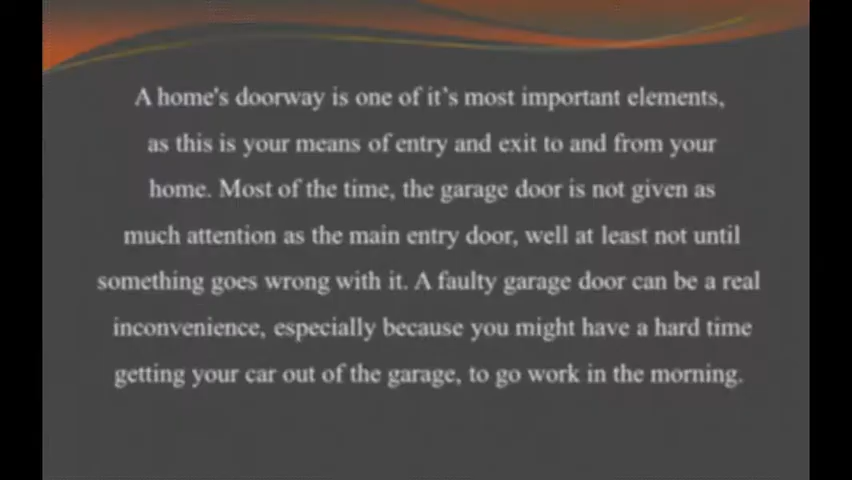 A home's doorway is one of it’s most important elements,
as this is your means of entry and exit to and from your
home. Most of the time, the garage door is not given as
much attention as the main entry door, well at least not until
something goes wrong with it. A faulty garage door can be a real
inconvenience, especially because you might have a hard time
getting your car out of the garage, to go work in the morning.